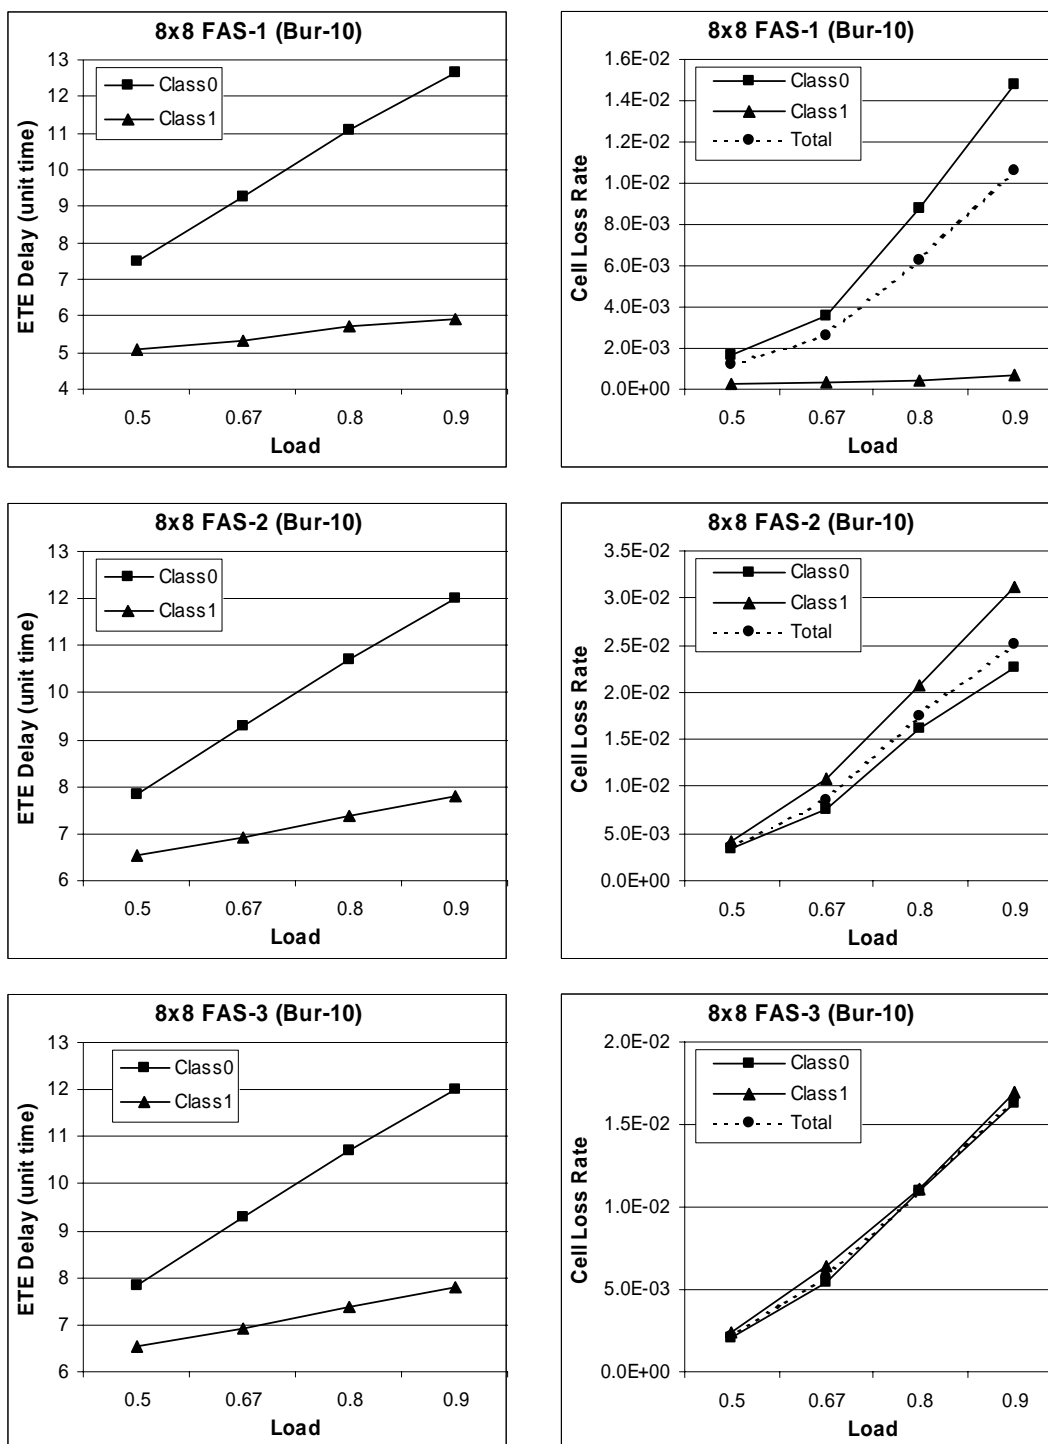 8x8 FAS-1 (Bur-10)
ETE Delay (unit time)
13
12
11
10
9
8
7
6
5
4
Class0
Class1
0.5 0.67 0.8 0.9
Load
8x8 FAS-1 (Bur-10)
Cell Loss Rate
1.6E-02
1.4E-02
1.2E-02
1.0E-02
8.0E-03
6.0E-03
4.0E-03
2.0E-03
0.0E+00
Class0
Class1
Total
0.5 0.67 0.8 0.9
Load
8x8 FAS-2 (Bur-10)
ETE Delay (unit time)
13
12
11
10
9
8
7
6
Class0
Class1
0.5 0.67 0.8 0.9
Load
8x8 FAS-2 (Bur-10)
Cell Loss Rate
3.5E-02
3.0E-02
2.5E-02
2.0E-02
1.5E-02
1.0E-02
5.0E-03
0.0E+00
Class0
Class1
Total
0.5 0.67 0.8 0.9
Load
8x8 FAS-3 (Bur-10)
ETE Delay (unit time)
13
12
11
10
9
8
7
6
Class0
Class1
0.5 0.67 0.8 0.9
Load
8x8 FAS-3 (Bur-10)
Cell Loss Rate
2.0E-02
1.5E-02
1.0E-02
5.0E-03
0.0E+00
Class0
Class1
Total
0.5 0.67 0.8 0.9
Load